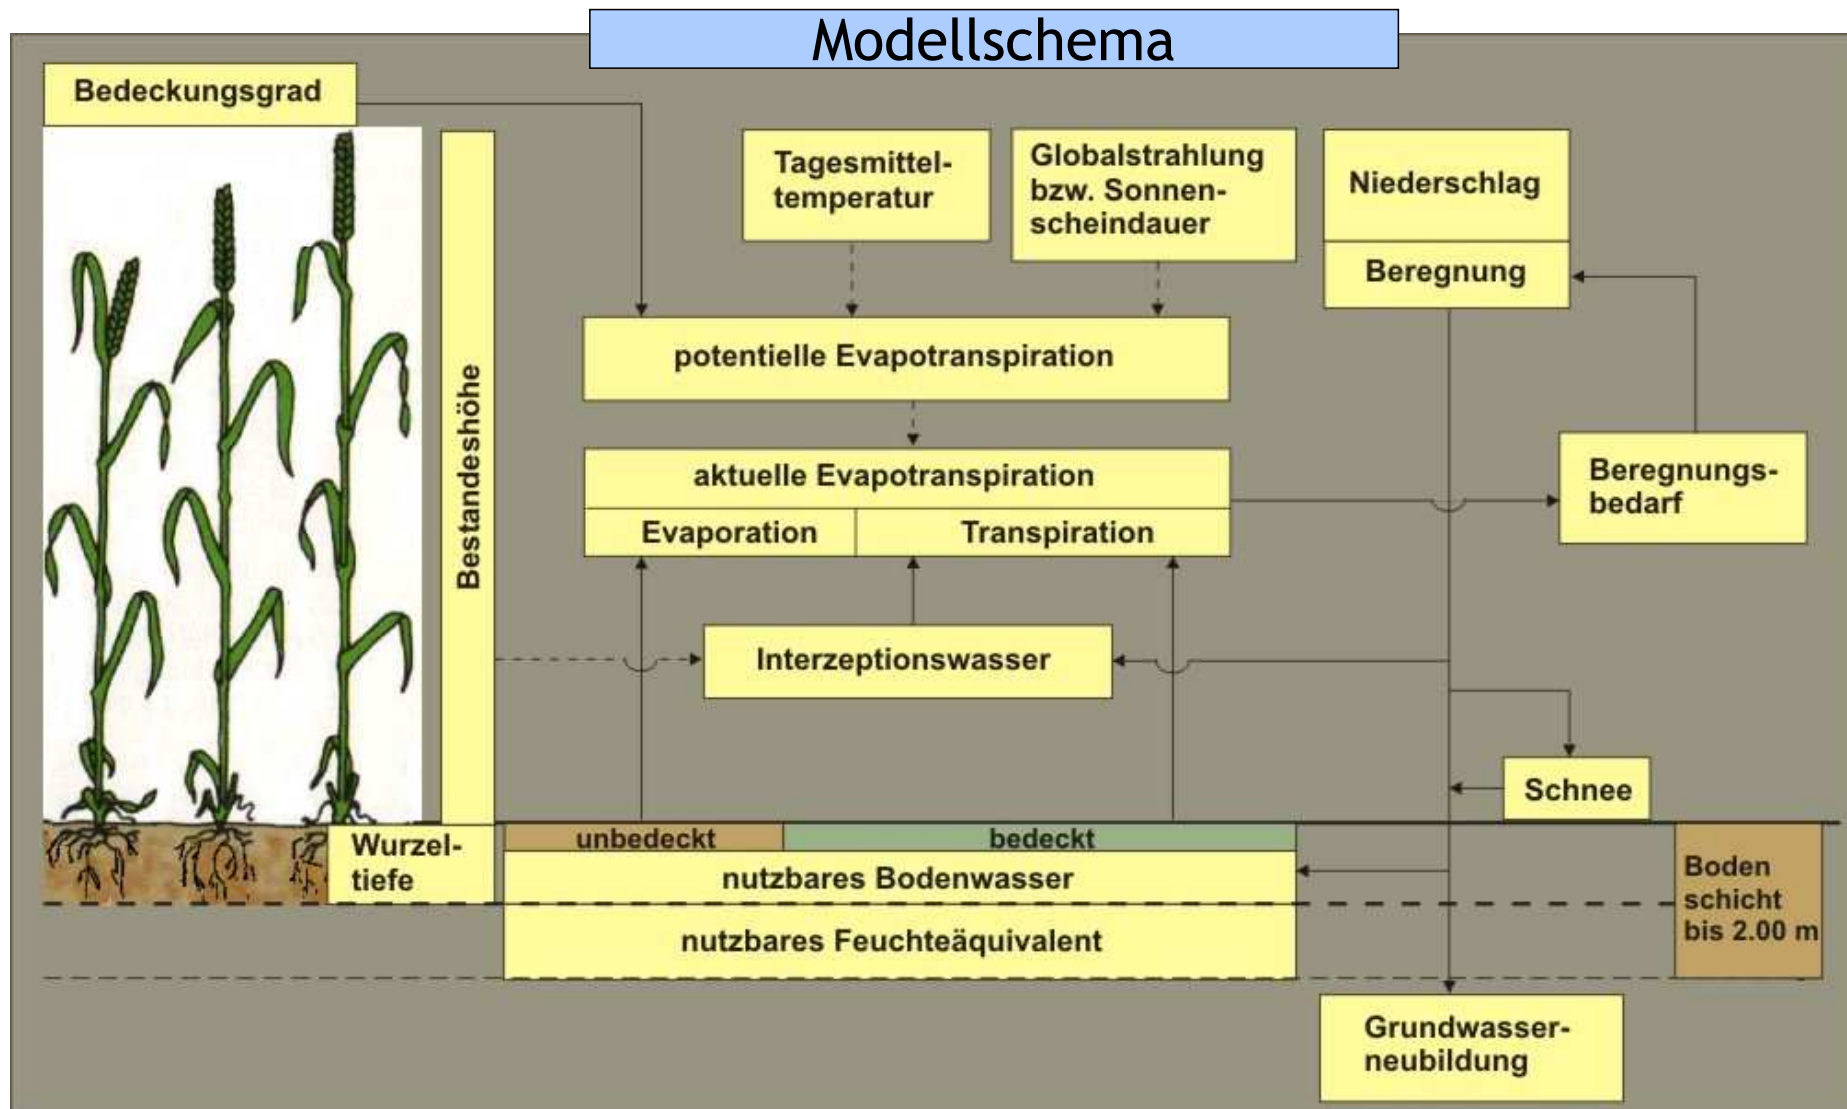 Modellschema
Bedeckungsgrad
Tagesmittel-
temperatur
Globalstrahlung
bzw. Sonnen-
scheindauer
Niederschlag
Beregnung
potentielle Evapotranspiration
Bestandeshöhe
aktuelle Evapotranspiration
Evaporation
Transpiration
Beregnungs-
bedarf
Interzeptionswasser
Schnee
Wurzel-
tiefe
unbedeckt
bedeckt
nutzbares Bodenwasser
nutzbares Feuchteäquivalent
Boden
schicht
bis 2.00 m
Grundwasser-
neubildung